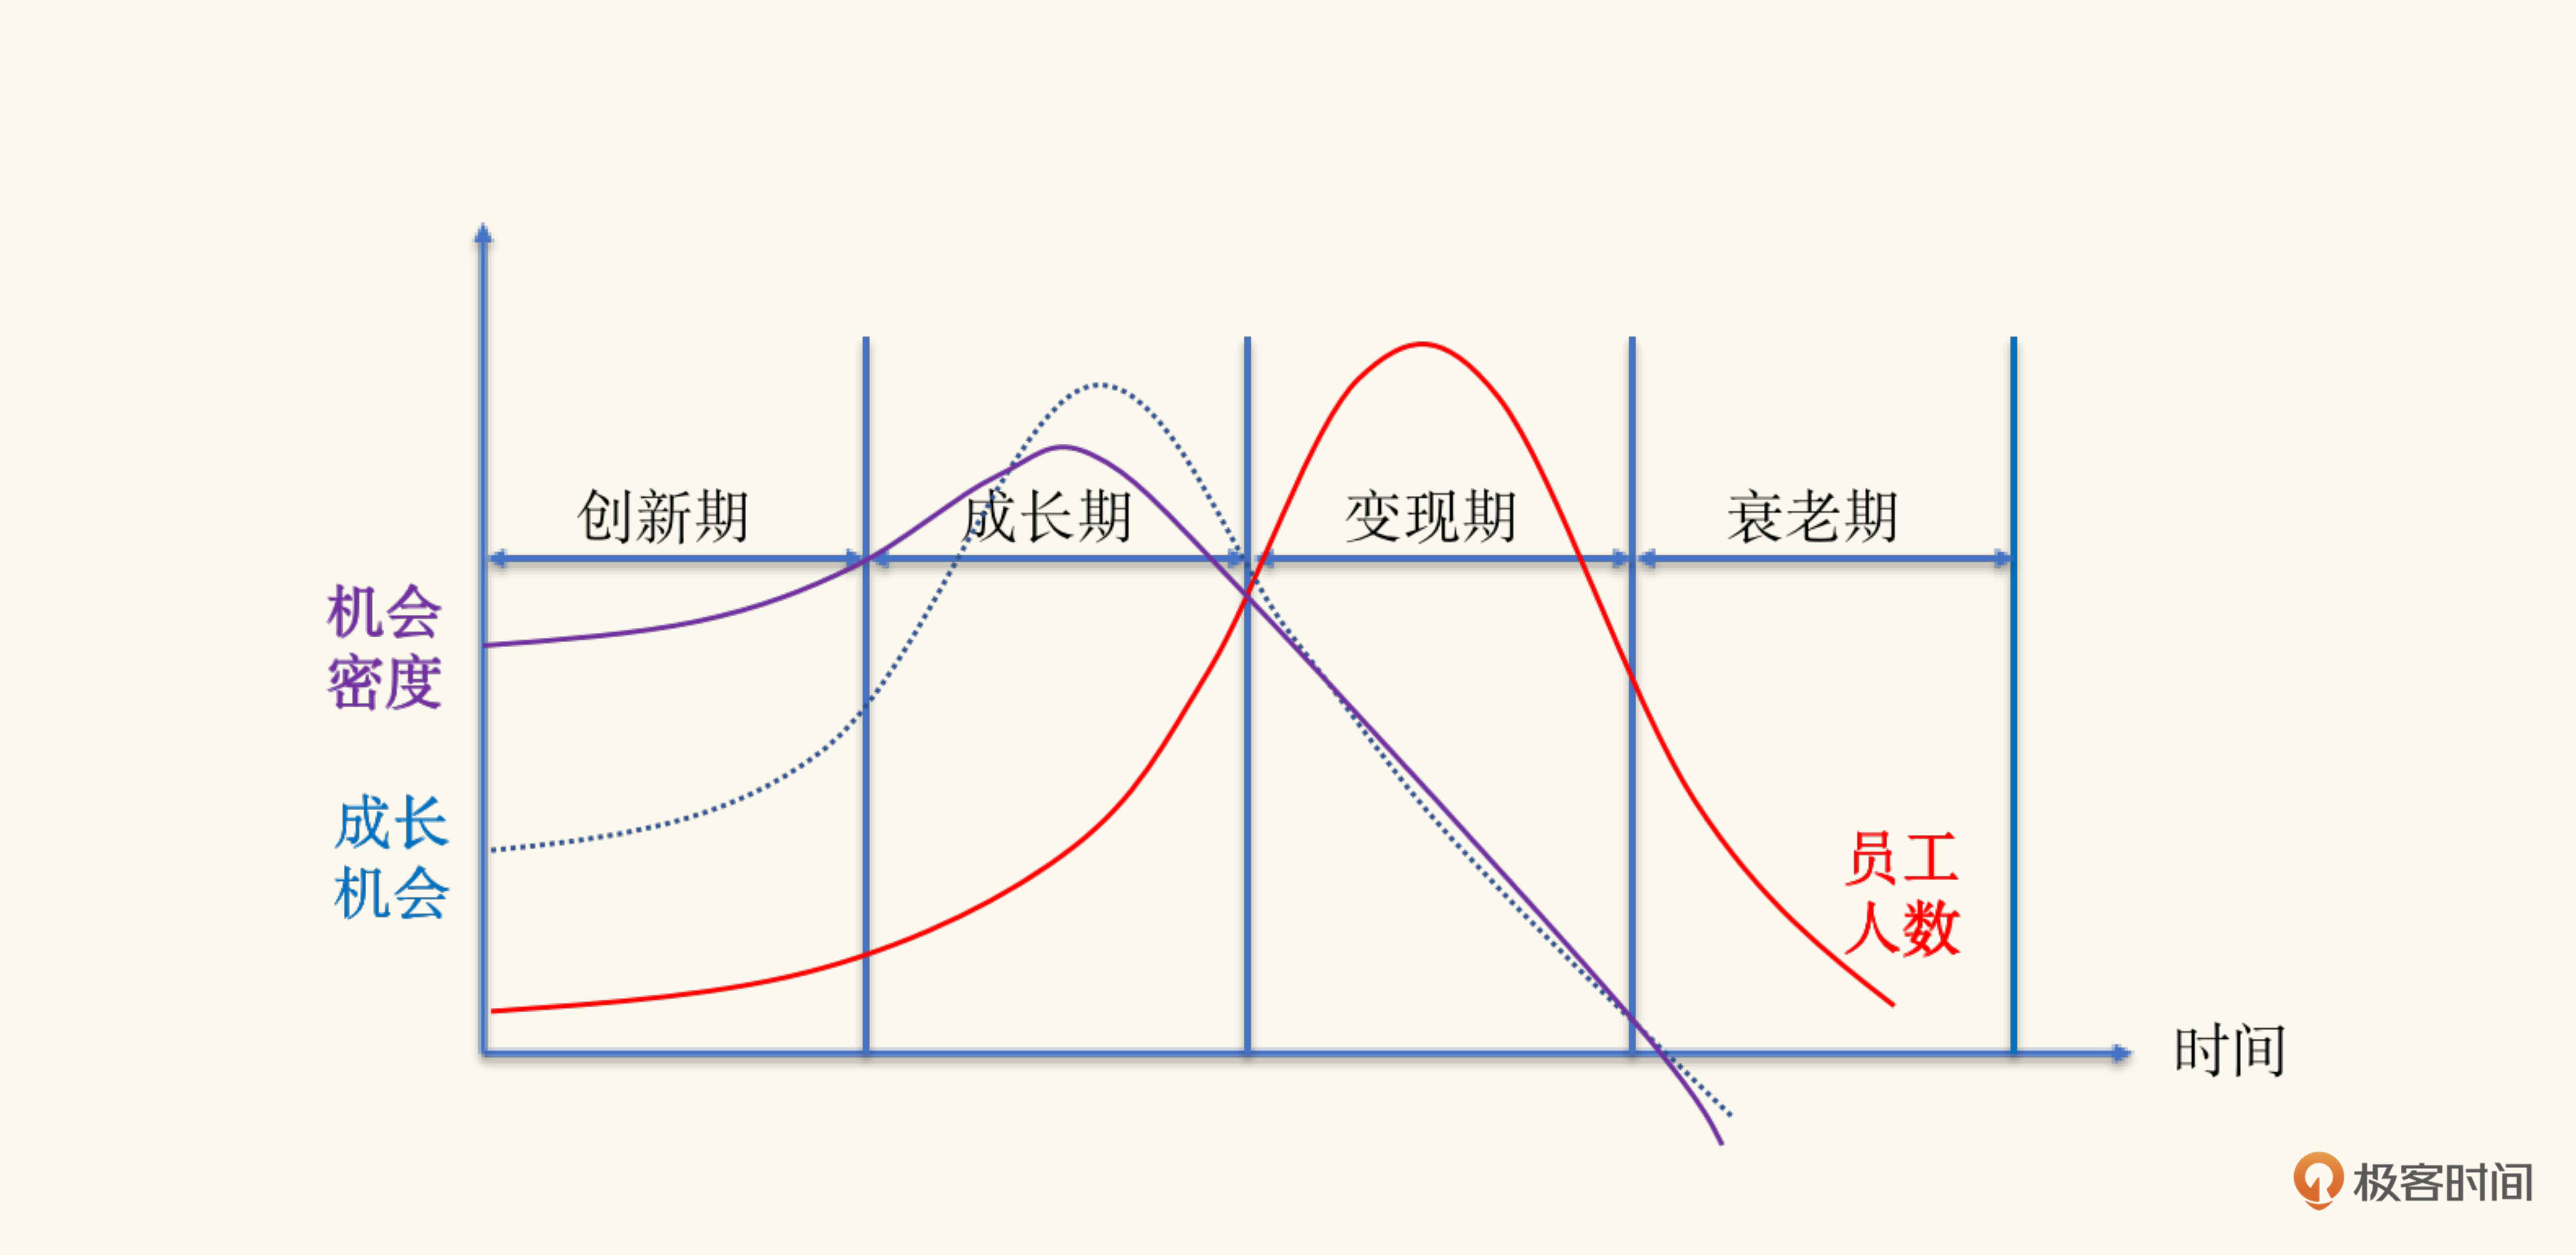 创新期
成长期
变现期
衰老期
机会
密度
成长
机会
员工
人数
时间
极客时间